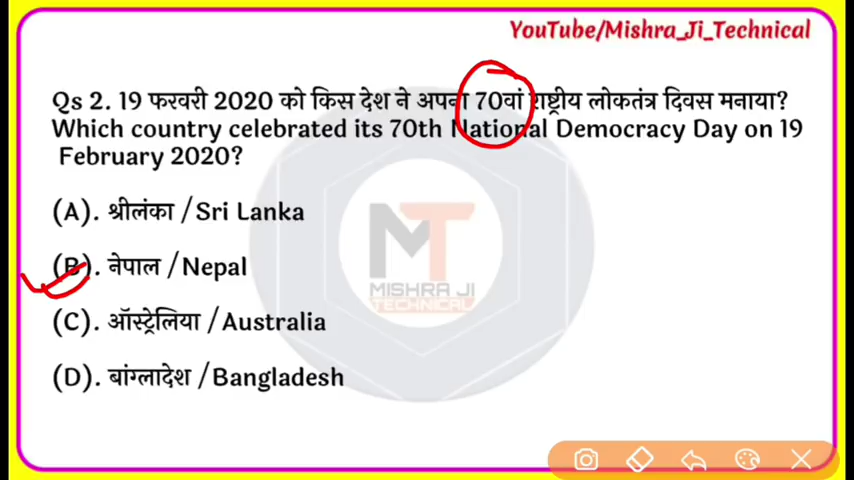 YouTube/Mishra_Ji_Technical
Qs 2. 19 फरवरी 2020 को किस देश ने अपना 70वां राष्ट्रीय लोकतंत्र दिवस मनाया?
Which country celebrated its 70th National Democracy Day on 19
February 2020?
(A). श्रीलंका /Sri Lanka
(B). नेपाल /Nepal
(C). ऑस्ट्रेलिया /Australia
(D). बांग्लादेश /Bangladesh
MT
MISHRA JI
TECHNICAL